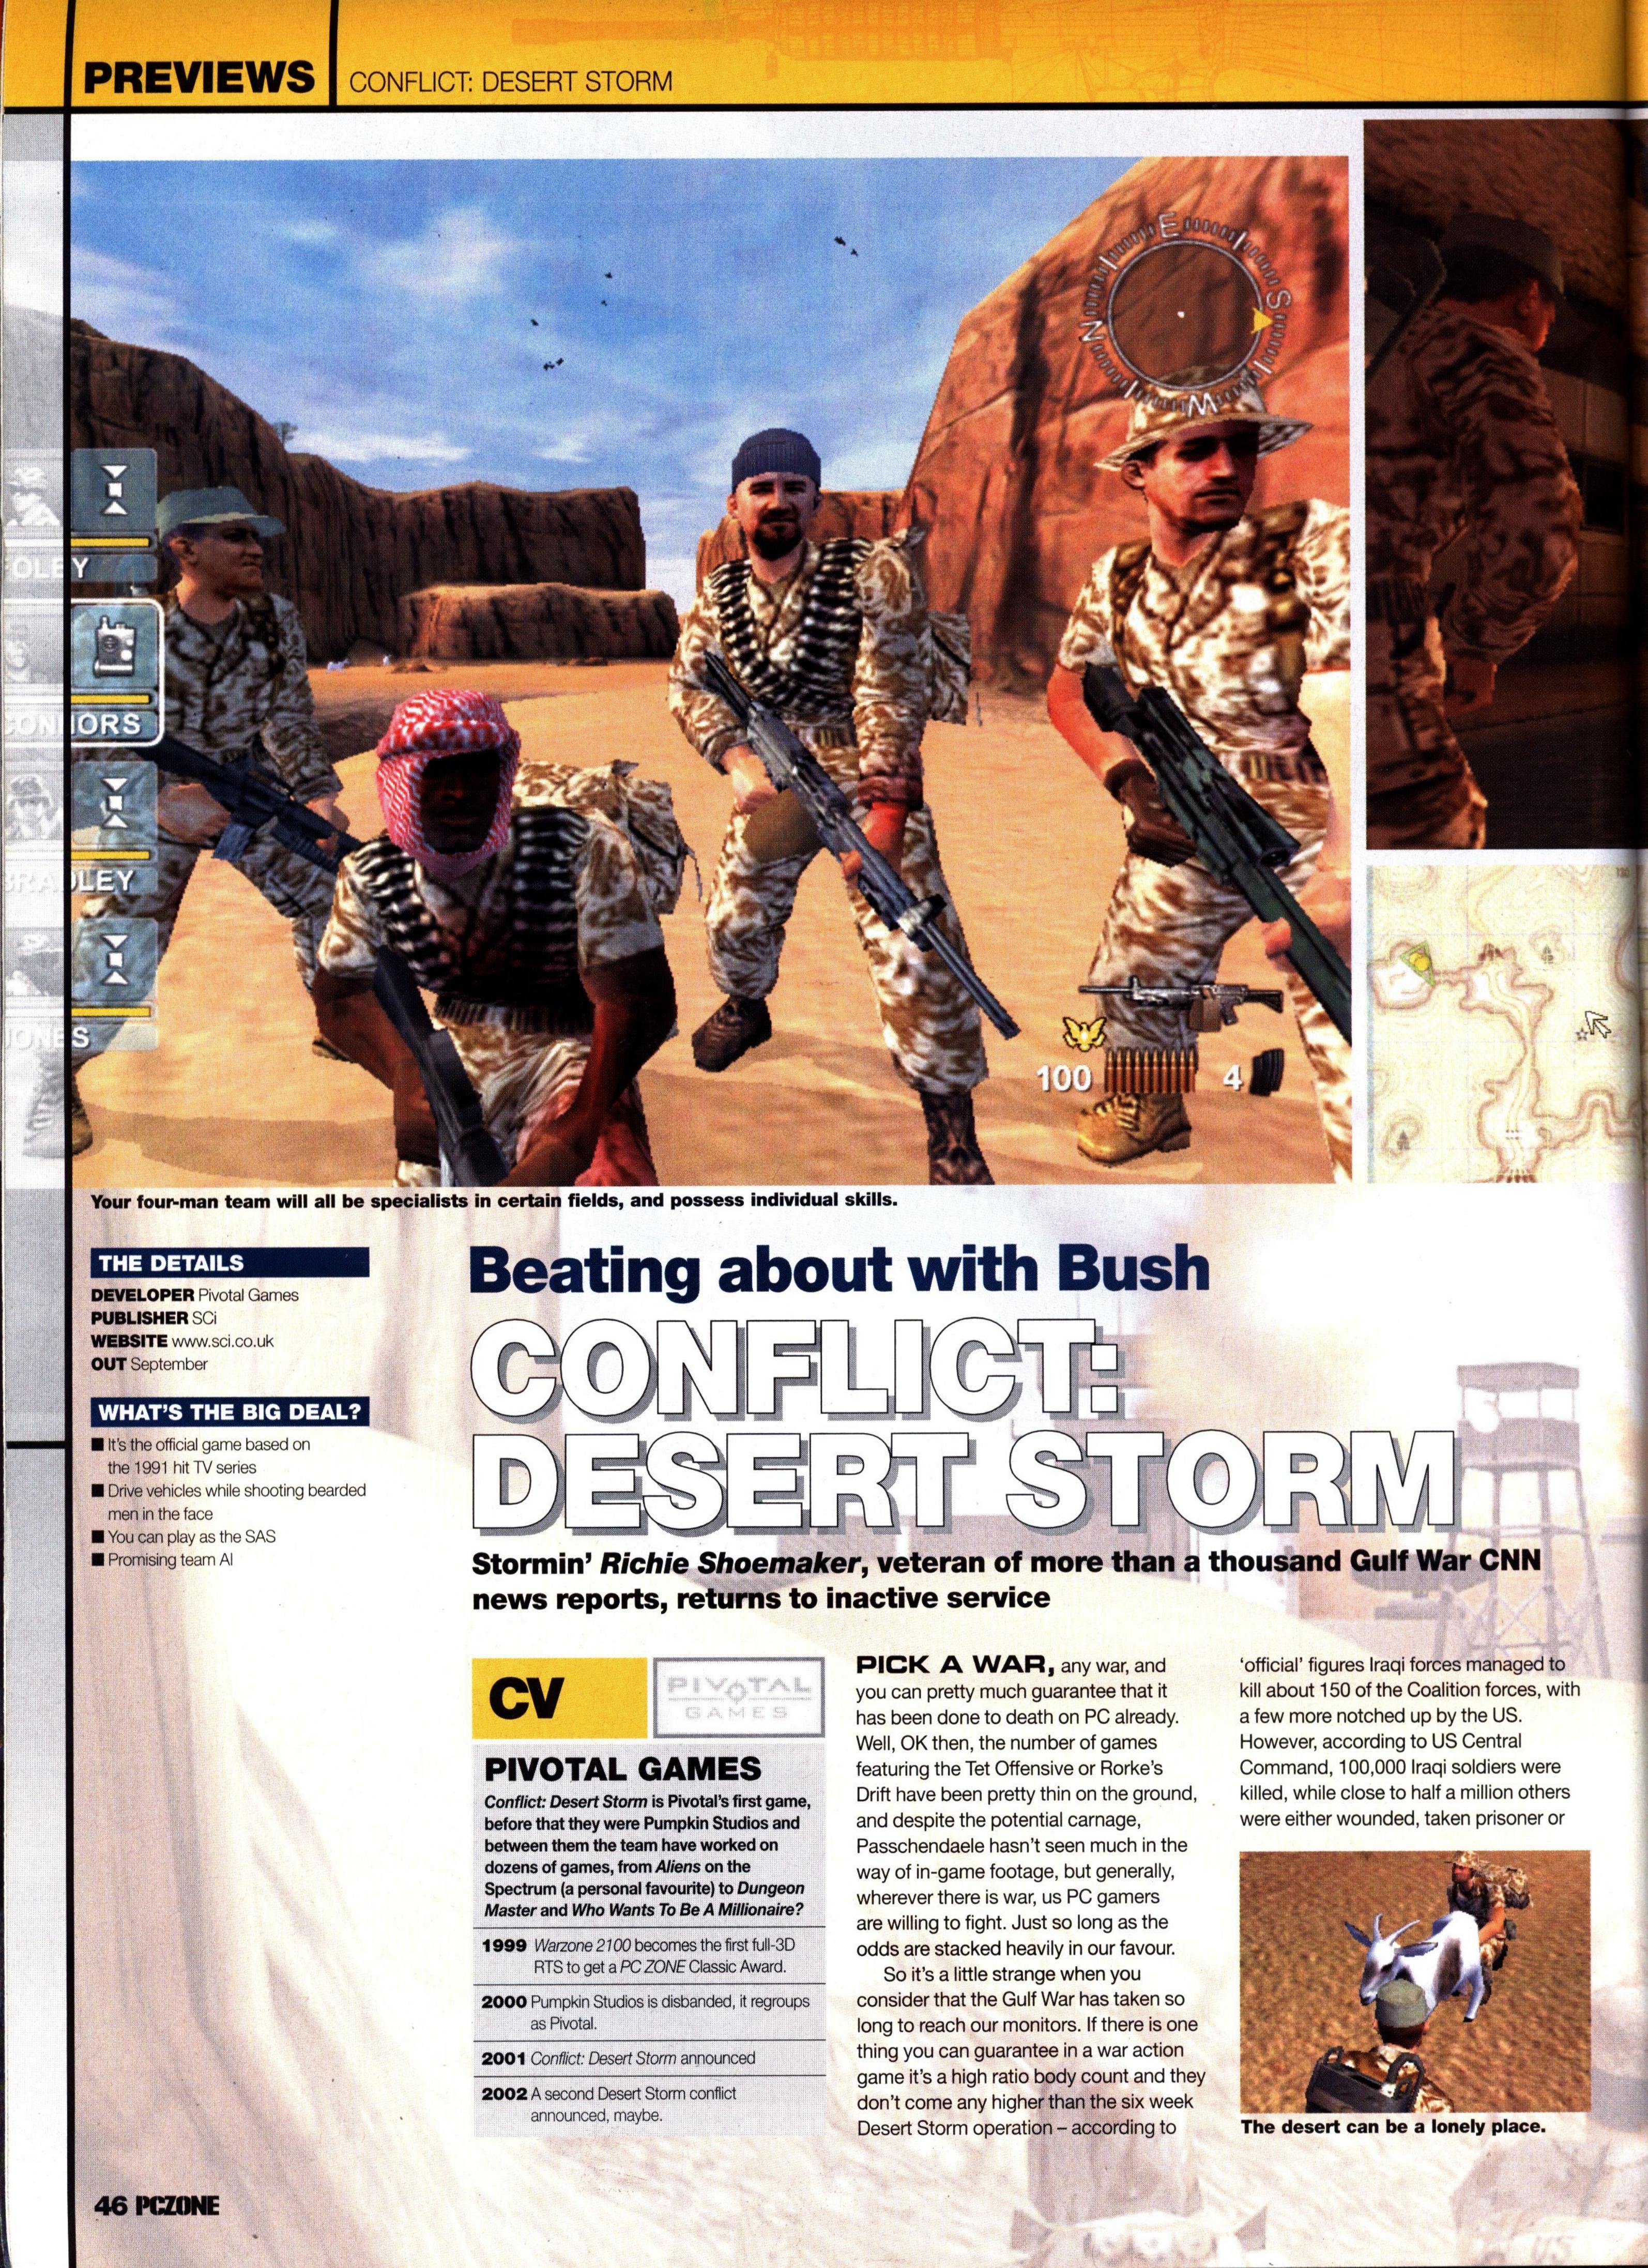 PREVIEWS
CONFLICT: DESERT STORM
E
S
N
W
FOLEY
CONNORS
BRADLEY
JONES
100
4
Your four-man team will all be specialists in certain fields, and possess individual skills.
THE DETAILS
DEVELOPER Pivotal Games
PUBLISHER SCi
WEBSITE www.sci.co.uk
OUT September
WHAT'S THE BIG DEAL?
■ It's the official game based on
the 1991 hit TV series
■ Drive vehicles while shooting bearded
men in the face
■ You can play as the SAS
■ Promising team AI
Beating about with Bush
CONFLICT:
DESERT STORM
Stormin' Richie Shoemaker, veteran of more than a thousand Gulf War CNN
news reports, returns to inactive service
CV
PIVOTAL
GAMES
PIVOTAL GAMES
Conflict: Desert Storm is Pivotal's first game,
before that they were Pumpkin Studios and
between them the team have worked on
dozens of games, from Aliens on the
Spectrum (a personal favourite) to Dungeon
Master and Who Wants To Be A Millionaire?
1999 Warzone 2100 becomes the first full-3D
RTS to get a PC ZONE Classic Award.
2000 Pumpkin Studios is disbanded, it regroups
as Pivotal.
2001 Conflict: Desert Storm announced
2002 A second Desert Storm conflict
announced, maybe.
PICK A WAR, any war, and
you can pretty much guarantee that it
has been done to death on PC already.
Well, OK then, the number of games
featuring the Tet Offensive or Rorke's
Drift have been pretty thin on the ground,
and despite the potential carnage,
Passchendaele hasn't seen much in the
way of in-game footage, but generally,
wherever there is war, us PC gamers
are willing to fight. Just so long as the
odds are stacked heavily in our favour.
So it's a little strange when you
consider that the Gulf War has taken so
long to reach our monitors. If there is one
thing you can guarantee in a war action
game it's a high ratio body count and they
don't come any higher than the six week
Desert Storm operation – according to
'official' figures Iraqi forces managed to
kill about 150 of the Coalition forces, with
a few more notched up by the US.
However, according to US Central
Command, 100,000 Iraqi soldiers were
killed, while close to half a million others
were either wounded, taken prisoner or
The desert can be a lonely place.
46 PCZONE